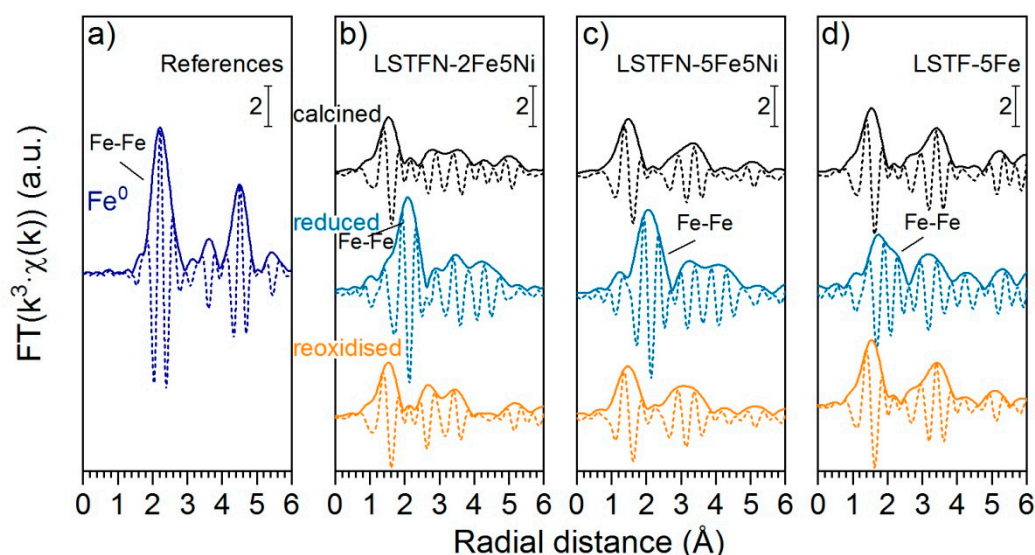 a)
References
2
Fe-Fe
Fe⁰
b)
LSTFN-2Fe5Ni
2
calcined
reduced
Fe-Fe
reoxidised
c)
LSTFN-5Fe5Ni
2
Fe-Fe
d)
LSTF-5Fe
2
Fe-Fe
FT(k³·χ(k)) (a.u.)
0 1 2 3 4 5 6
0 1 2 3 4 5 6
0 1 2 3 4 5 6
0 1 2 3 4 5 6
Radial distance (Å)